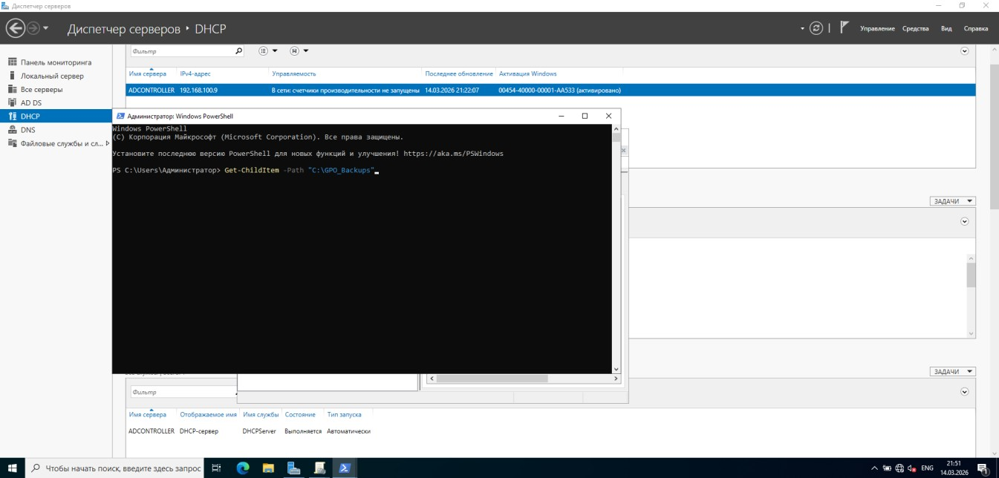 Диспетчер серверов
Диспетчер серверов ‣ DHCP
Управление Средства Вид Справка
Панель мониторинга
Локальный сервер
Все серверы
AD DS
DHCP
DNS
Файловые службы и сл...
Фильтр
Имя сервера IPv4-адрес Управляемость Последнее обновление Активация Windows
ADCONTROLLER 192.168.100.9 В сети: счетчики производительности не запущены 14.03.2026 21:22:07 00454-40000-00001-AA533 (активировано)
Администратор: Windows PowerShell
Windows PowerShell
(C) Корпорация Майкрософт (Microsoft Corporation). Все права защищены.
Установите последнюю версию PowerShell для новых функций и улучшения! https://aka.ms/PSWindows
PS C:\Users\Администратор> Get-ChildItem -Path "C:\GPO_Backups"
ЗАДАЧИ
ЗАДАЧИ
Фильтр
Имя сервера Отображаемое имя Имя службы Состояние Тип запуска
ADCONTROLLER DHCP-сервер DHCPServer Выполняется Автоматически
Чтобы начать поиск, введите здесь запрос
ENG
21:51
14.03.2026
1